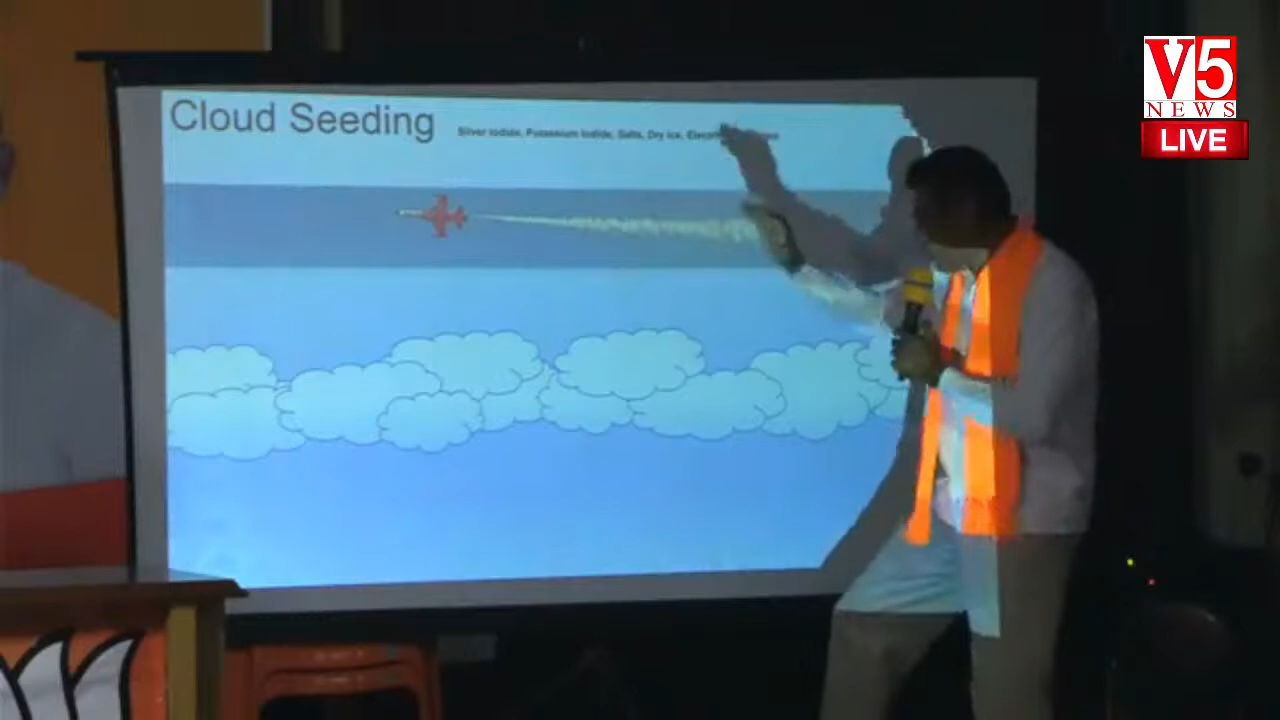 Cloud Seeding
Silver Iodide, Potassium Iodide, Salts, Dry ice,
V5
NEWS
LIVE